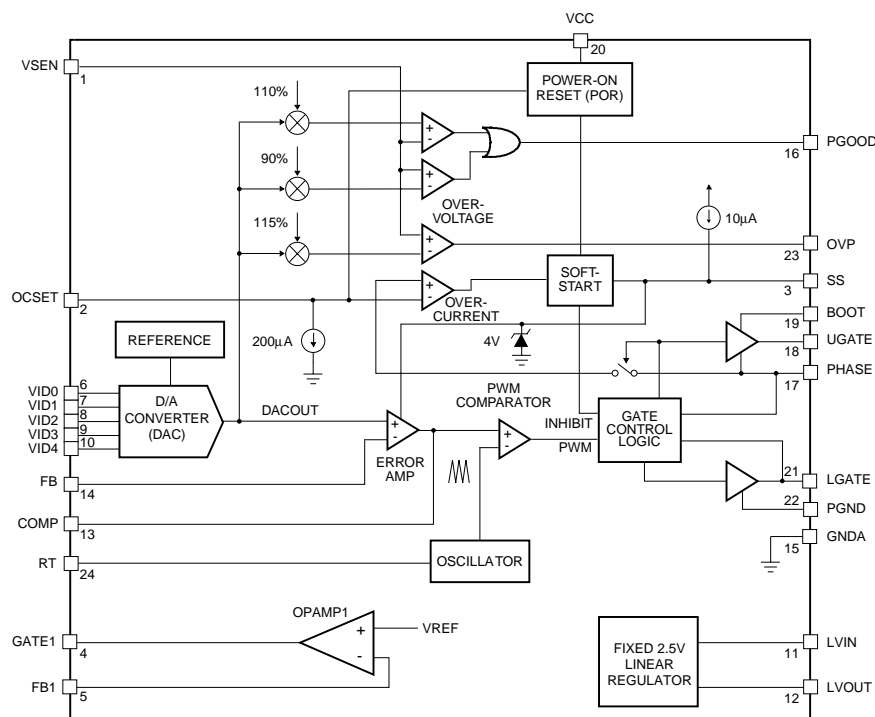 VCC
20
VSEN
1
POWER-ON
RESET (POR)
110%
+
-
PGOOD
16
90%
+
-
OVER-
VOLTAGE
10µA
115%
+
-
OVP
23
SOFT-
START
SS
3
+
-
OVER-
CURRENT
OCSET
2
BOOT
19
REFERENCE
200µA
4V
UGATE
18
PHASE
17
VID0
6
VID1
7
VID2
8
VID3
9
VID4
10
D/A
CONVERTER
(DAC)
DACOUT
+
-
ERROR
AMP
PWM
COMPARATOR
+
-
INHIBIT
PWM
GATE
CONTROL
LOGIC
FB
14
21
LGATE
22
PGND
COMP
13
GNDA
15
RT
24
OSCILLATOR
OPAMP1
+
-
VREF
GATE1
4
FIXED 2.5V
LINEAR
REGULATOR
LVIN
11
FB1
5
LVOUT
12